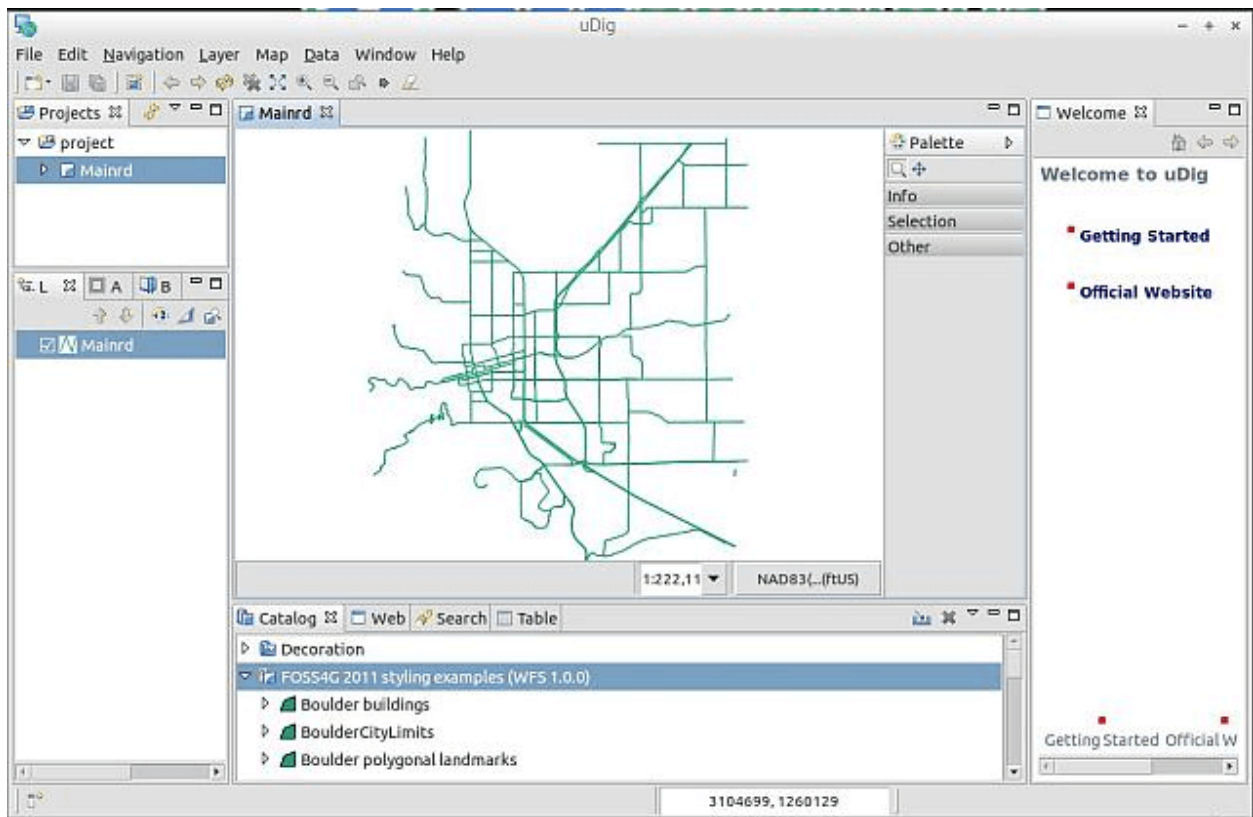 uDig
File Edit Navigation Layer Map Data Window Help
Projects
project
Mainrd
L A B
Mainrd
Mainrd
Palette
Info
Selection
Other
1:222,11
NAD83(...(ftUS)
Catalog Web Search Table
Decoration
FOSS4G 2011 styling examples (WFS 1.0.0)
Boulder buildings
BoulderCityLimits
Boulder polygonal landmarks
Welcome
Welcome to uDig
Getting Started
Official Website
Getting Started Official W
3104699, 1260129